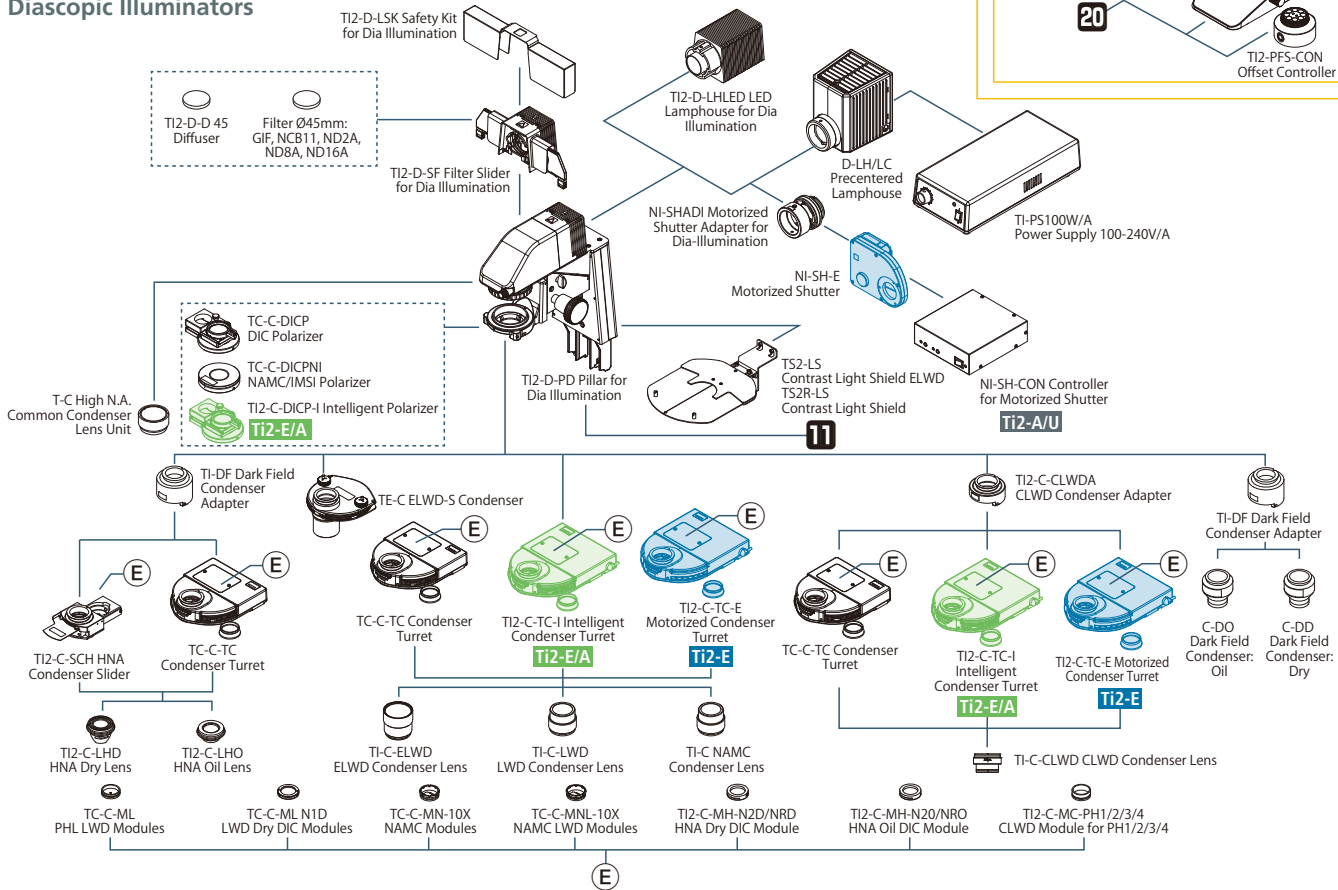 Diascopic Illuminators
TI2-D-LSK Safety Kit
for Dia Illumination
20
TI2-PFS-CON
Offset Controller
TI2-D-D 45
Diffuser
Filter Ø45mm:
GIF, NCB11, ND2A,
ND8A, ND16A
TI2-D-SF Filter Slider
for Dia Illumination
TI2-D-LHLED LED
Lamphouse for Dia
Illumination
D-LH/LC
Precentered
Lamphouse
TI-PS100W/A
Power Supply 100-240V/A
NI-SHADI Motorized
Shutter Adapter for
Dia-Illumination
NI-SH-E
Motorized Shutter
NI-SH-CON Controller
for Motorized Shutter
Ti2-A/U
T-C High N.A.
Common Condenser
Lens Unit
TC-C-DICP
DIC Polarizer
TC-C-DICPNI
NAMC/IMSI Polarizer
TI2-C-DICP-I Intelligent Polarizer
Ti2-E/A
TI2-D-PD Pillar for
Dia Illumination
TS2-LS
Contrast Light Shield ELWD
TS2R-LS
Contrast Light Shield
11
TI-DF Dark Field
Condenser
Adapter
TE-C ELWD-S Condenser
TI2-C-CLWDA
CLWD Condenser Adapter
TI-DF Dark Field
Condenser Adapter
E
E
E
E
E
E
E
E
TI2-C-SCH HNA
Condenser Slider
TC-C-TC
Condenser Turret
TC-C-TC Condenser
Turret
TI2-C-TC-I Intelligent
Condenser Turret
Ti2-E/A
TI2-C-TC-E
Motorized Condenser
Turret
Ti2-E
TC-C-TC Condenser
Turret
TI2-C-TC-I
Intelligent
Condenser Turret
Ti2-E/A
TI2-C-TC-E Motorized
Condenser Turret
Ti2-E
C-DO
Dark Field
Condenser:
Oil
C-DD
Dark Field
Condenser:
Dry
TI2-C-LHD
HNA Dry Lens
TI2-C-LHO
HNA Oil Lens
TI-C-ELWD
ELWD Condenser Lens
TI-C-LWD
LWD Condenser Lens
TI-C NAMC
Condenser Lens
TI-C-CLWD CLWD Condenser Lens
TC-C-ML
PHL LWD Modules
TC-C-ML N1D
LWD Dry DIC Modules
TC-C-MN-10X
NAMC Modules
TC-C-MNL-10X
NAMC LWD Modules
TI2-C-MH-N2D/NRD
HNA Dry DIC Module
TI2-C-MH-N20/NRO
HNA Oil DIC Module
TI2-C-MC-PH1/2/3/4
CLWD Module for PH1/2/3/4
E